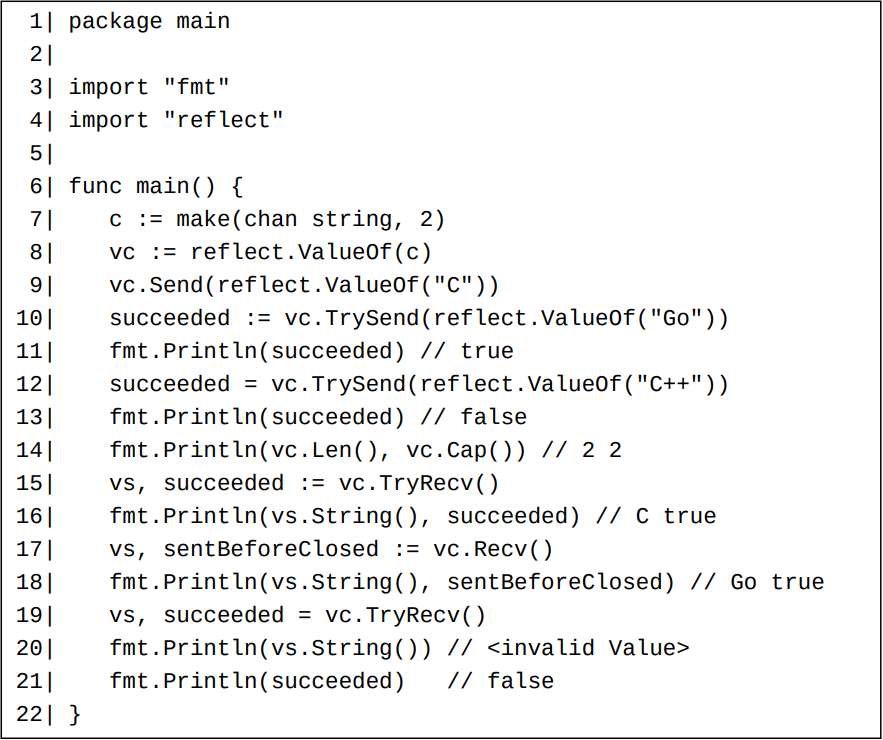 1| package main
 2|
 3| import "fmt"
 4| import "reflect"
 5|
 6| func main() {
 7|    c := make(chan string, 2)
 8|    vc := reflect.ValueOf(c)
 9|    vc.Send(reflect.ValueOf("C"))
10|    succeeded := vc.TrySend(reflect.ValueOf("Go"))
11|    fmt.Println(succeeded) // true
12|    succeeded = vc.TrySend(reflect.ValueOf("C++"))
13|    fmt.Println(succeeded) // false
14|    fmt.Println(vc.Len(), vc.Cap()) // 2 2
15|    vs, succeeded := vc.TryRecv()
16|    fmt.Println(vs.String(), succeeded) // C true
17|    vs, sentBeforeClosed := vc.Recv()
18|    fmt.Println(vs.String(), sentBeforeClosed) // Go true
19|    vs, succeeded = vc.TryRecv()
20|    fmt.Println(vs.String()) // <invalid Value>
21|    fmt.Println(succeeded)   // false
22| }